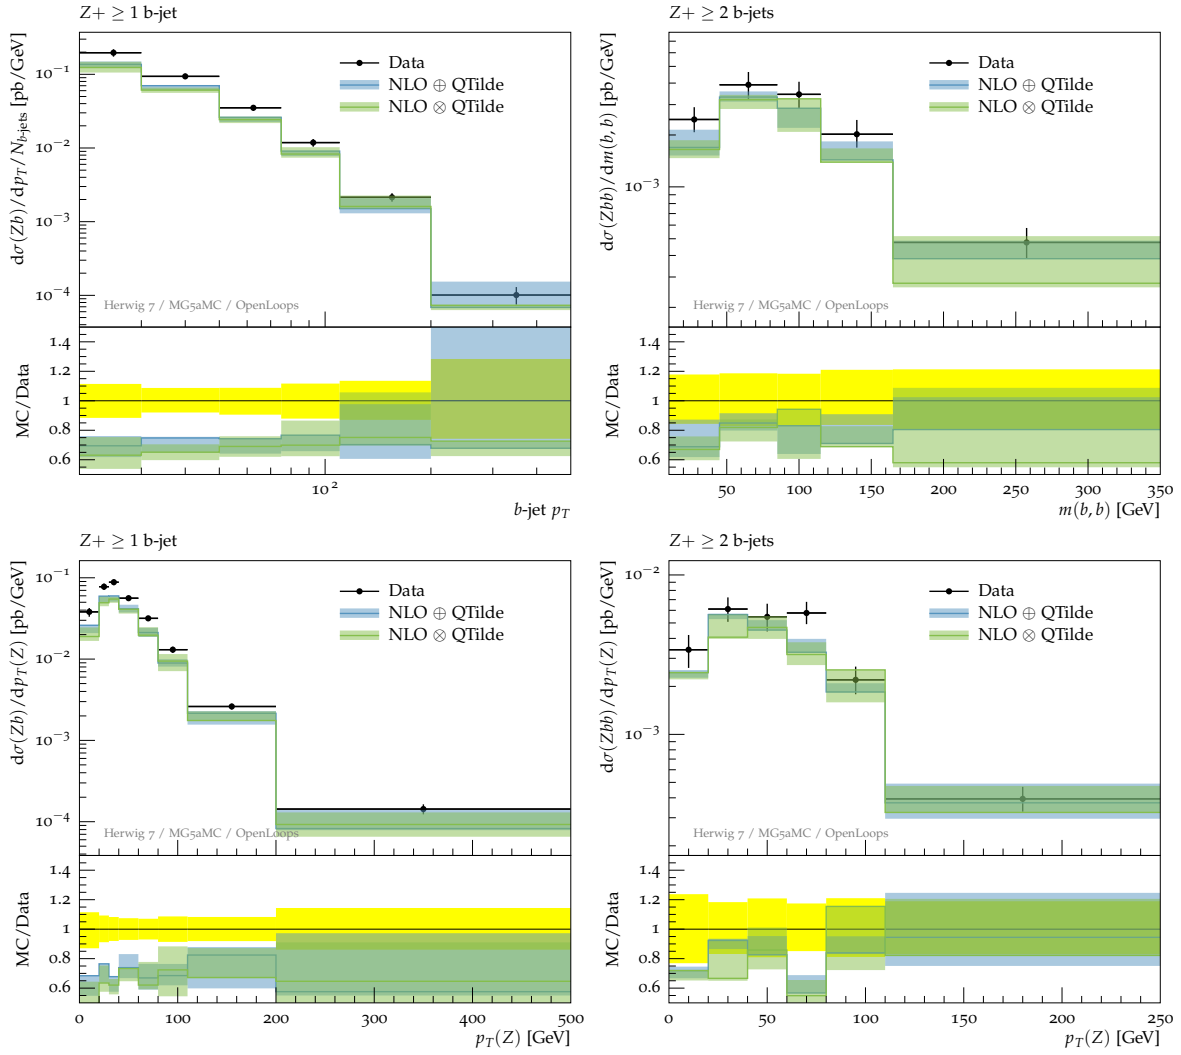 Z+ ≥ 1 b-jet
dσ(Zb)/dp_T/N_{b-jets} [pb/GeV]
10^{-1}
10^{-2}
10^{-3}
10^{-4}
Data
NLO ⊕ QTilde
NLO ⊗ QTilde
Herwig 7 / MG5aMC / OpenLoops
MC/Data
1.4
1.2
1.0
0.8
0.6
10^2
b-jet p_T
Z+ ≥ 2 b-jets
dσ(Zbb)/dm(b, b) [pb/GeV]
10^{-3}
Data
NLO ⊕ QTilde
NLO ⊗ QTilde
Herwig 7 / MG5aMC / OpenLoops
MC/Data
1.4
1.2
1.0
0.8
0.6
50 100 150 200 250 300 350
m(b, b) [GeV]
Z+ ≥ 1 b-jet
dσ(Zb)/dp_T(Z) [pb/GeV]
10^{-1}
10^{-2}
10^{-3}
10^{-4}
Data
NLO ⊕ QTilde
NLO ⊗ QTilde
Herwig 7 / MG5aMC / OpenLoops
MC/Data
1.4
1.2
1.0
0.8
0.6
0 100 200 300 400 500
p_T(Z) [GeV]
Z+ ≥ 2 b-jets
dσ(Zbb)/dp_T(Z) [pb/GeV]
10^{-2}
10^{-3}
Data
NLO ⊕ QTilde
NLO ⊗ QTilde
Herwig 7 / MG5aMC / OpenLoops
MC/Data
1.4
1.2
1.0
0.8
0.6
0 50 100 150 200 250
p_T(Z) [GeV]